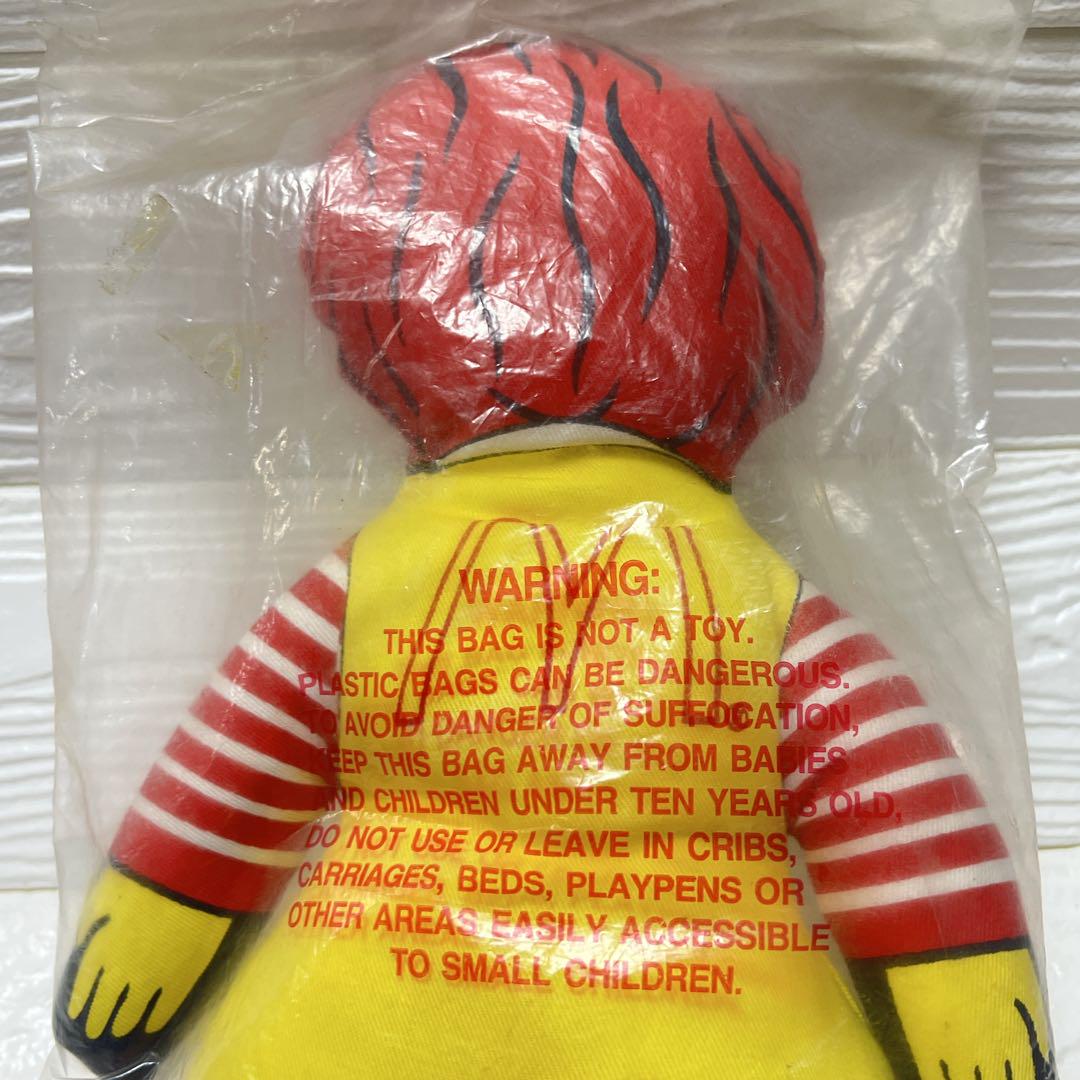 WARNING:
THIS BAG IS NOT A TOY.
PLASTIC BAGS CAN BE DANGEROUS.
TO AVOID DANGER OF SUFFOCATION,
KEEP THIS BAG AWAY FROM BABIES
AND CHILDREN UNDER TEN YEARS OLD,
DO NOT USE OR LEAVE IN CRIBS,
CARRIAGES, BEDS, PLAYPENS OR
OTHER AREAS EASILY ACCESSIBLE
TO SMALL CHILDREN.